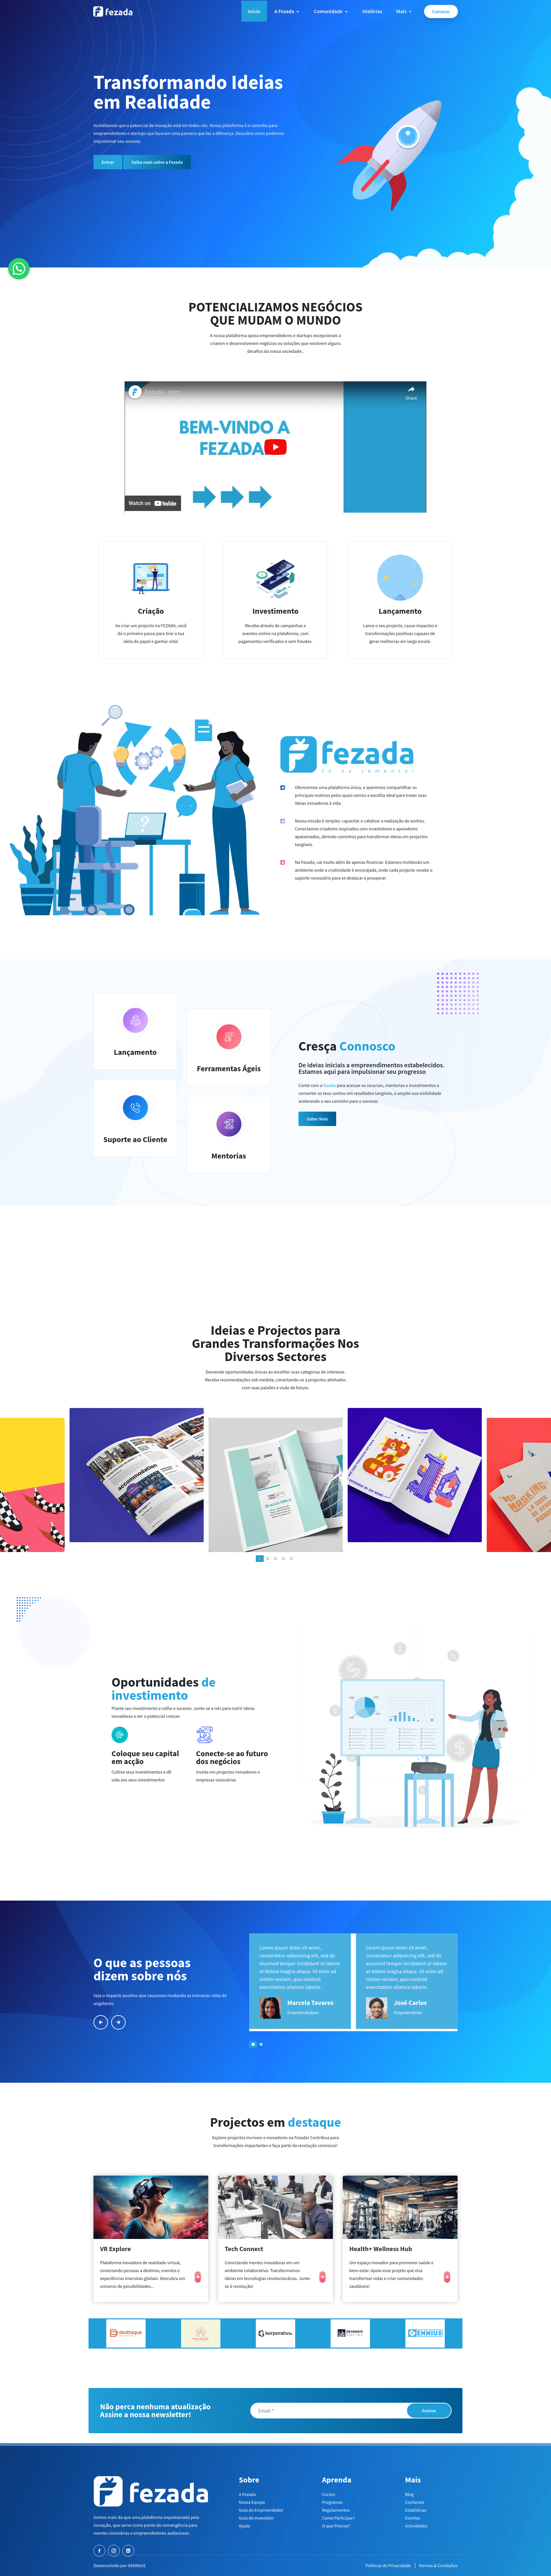 fezada
Início
A Fezada
Comunidade
Histórias
Mais
Começar
Transformando Ideias
em Realidade
Acreditamos que o potencial de inovação está em todos nós. Nossa plataforma é o caminho para
empreendedores e startups que buscam uma parceria que faz a diferença. Descubra como podemos
impulsionar seu sucesso.
Entrar
Saiba mais sobre a Fezada
POTENCIALIZAMOS NEGÓCIOS
QUE MUDAM O MUNDO
A nossa plataforma apoia empreendedores e startups excepcionais a
criarem e desenvolverem negócios ou soluções que resolvem alguns
desafios da nossa sociedade..
Fezada - Intro
Share
BEM-VINDO A
FEZADA
Watch on YouTube
Criação
Ao criar um projecto na FEZADA, você
dá o primeiro passo para tirar a tua
ideia do papel e ganhar vida!
Investimento
Receba através de campanhas e
eventos online na plataforma, com
pagamentos verificados e sem fraudes.
Lançamento
Lance o seu projecto, cause impactos e
transformações positivas capazes de
gerar melhorias em larga escala.
fezada
Oferecemos uma plataforma única, e queremos compartilhar os
principais motivos pelos quais somos a escolha ideal para trazer suas
ideias inovadoras à vida.
Nossa missão é simples: capacitar e catalisar a realização de sonhos.
Conectamos criadores inspirados com investidores e apoiadores
apaixonados, abrindo caminhos para transformar ideias em projectos
tangíveis.
Na Fezada, vai muito além de apenas financiar. Estamos moldando um
ambiente onde a criatividade é encorajada, onde cada projecto recebe o
suporte necessário para se destacar e prosperar.
Lançamento
Ferramentas Ágeis
Suporte ao Cliente
Mentorias
Cresça Connosco
De ideias iniciais a empreendimentos estabelecidos.
Estamos aqui para impulsionar seu progresso
Conte com a fezada para acessar os recursos, mentorias e investimentos e
converter os teus sonhos em resultados tangíveis, e amplie sua visibilidade
acelerando o seu caminho para o sucesso.
Saber Mais
Ideias e Projectos para
Grandes Transformações Nos
Diversos Sectores
Desvende oportunidades únicas ao escolher suas categorias de interesse.
Receba recomendações sob medida, conectando-se a projectos alinhados
com suas paixões e visão de futuro.
accommodation
Branch Office
Oportunidades de
investimento
Plante seu investimento e colha o sucesso. Junte-se a nós para nutrir ideias
inovadoras e ver o potencial crescer.
Coloque seu capital
em acção
Cultive seus investimentos e dê
vida aos seus investimentos
Conecte-se ao futuro
dos negócios
Invista em projectos inovadores e
empresas visionárias
O que as pessoas
dizem sobre nós
Veja o impacto positivo que causamos mudando as inúmeras vidas de
angolanos.
Lorem ipsum dolor sit amet,
consectetur adipisicing elit, sed do
eiusmod tempor incididunt ut labore
et dolore magna aliqua. Ut enim ad
minim veniam, quis nostrud
exercitation ullamco laboris.
Marcela Tavares
Empreendedora
Lorem ipsum dolor sit amet,
consectetur adipisicing elit, sed do
eiusmod tempor incididunt ut labore
et dolore magna aliqua. Ut enim ad
minim veniam, quis nostrud
exercitation ullamco laboris.
José Carlos
Empreendedor
Projectos em destaque
Explore projectos incríveis e inovadores na Fezada! Contribua para
transformações impactantes e faça parte da revolução connosco!
VR Explore
Plataforma inovadora de realidade virtual,
conectando pessoas a destinos, eventos e
experiências imersivas globais. Descubra um
universo de possibilidades...
Tech Connect
Conectando mentes inovadoras em um
ambiente colaborativo. Transformamos
ideias em tecnologias revolucionárias. Junte-
se à revolução!
Health+ Wellness Hub
Um espaço inovador para promover saúde e
bem-estar. Apoie esse projeto que visa
transformar vidas e criar comunidades
saudáveis!
desttaque
korporativu.
GENNIUS
Não perca nenhuma atualização
Assine a nossa newsletter!
Email *
Assinar
fezada
Somos mais do que uma plataforma impulsionada pela
inovação, que serve como ponto de convergência para
mentes visionárias e empreendedores audaciosos.
Sobre
A Fezada
Nossa Equipa
Guia do Empreendedor
Guia do Investidor
Ajuda
Aprenda
Cursos
Programas
Regulamentos
Como Participar?
O que Precisa?
Mais
Blog
Contactos
Estatísticas
Eventos
Actividades
Desenvolvido por GENNIUS
Políticas de Privacidade
Termos & Condições